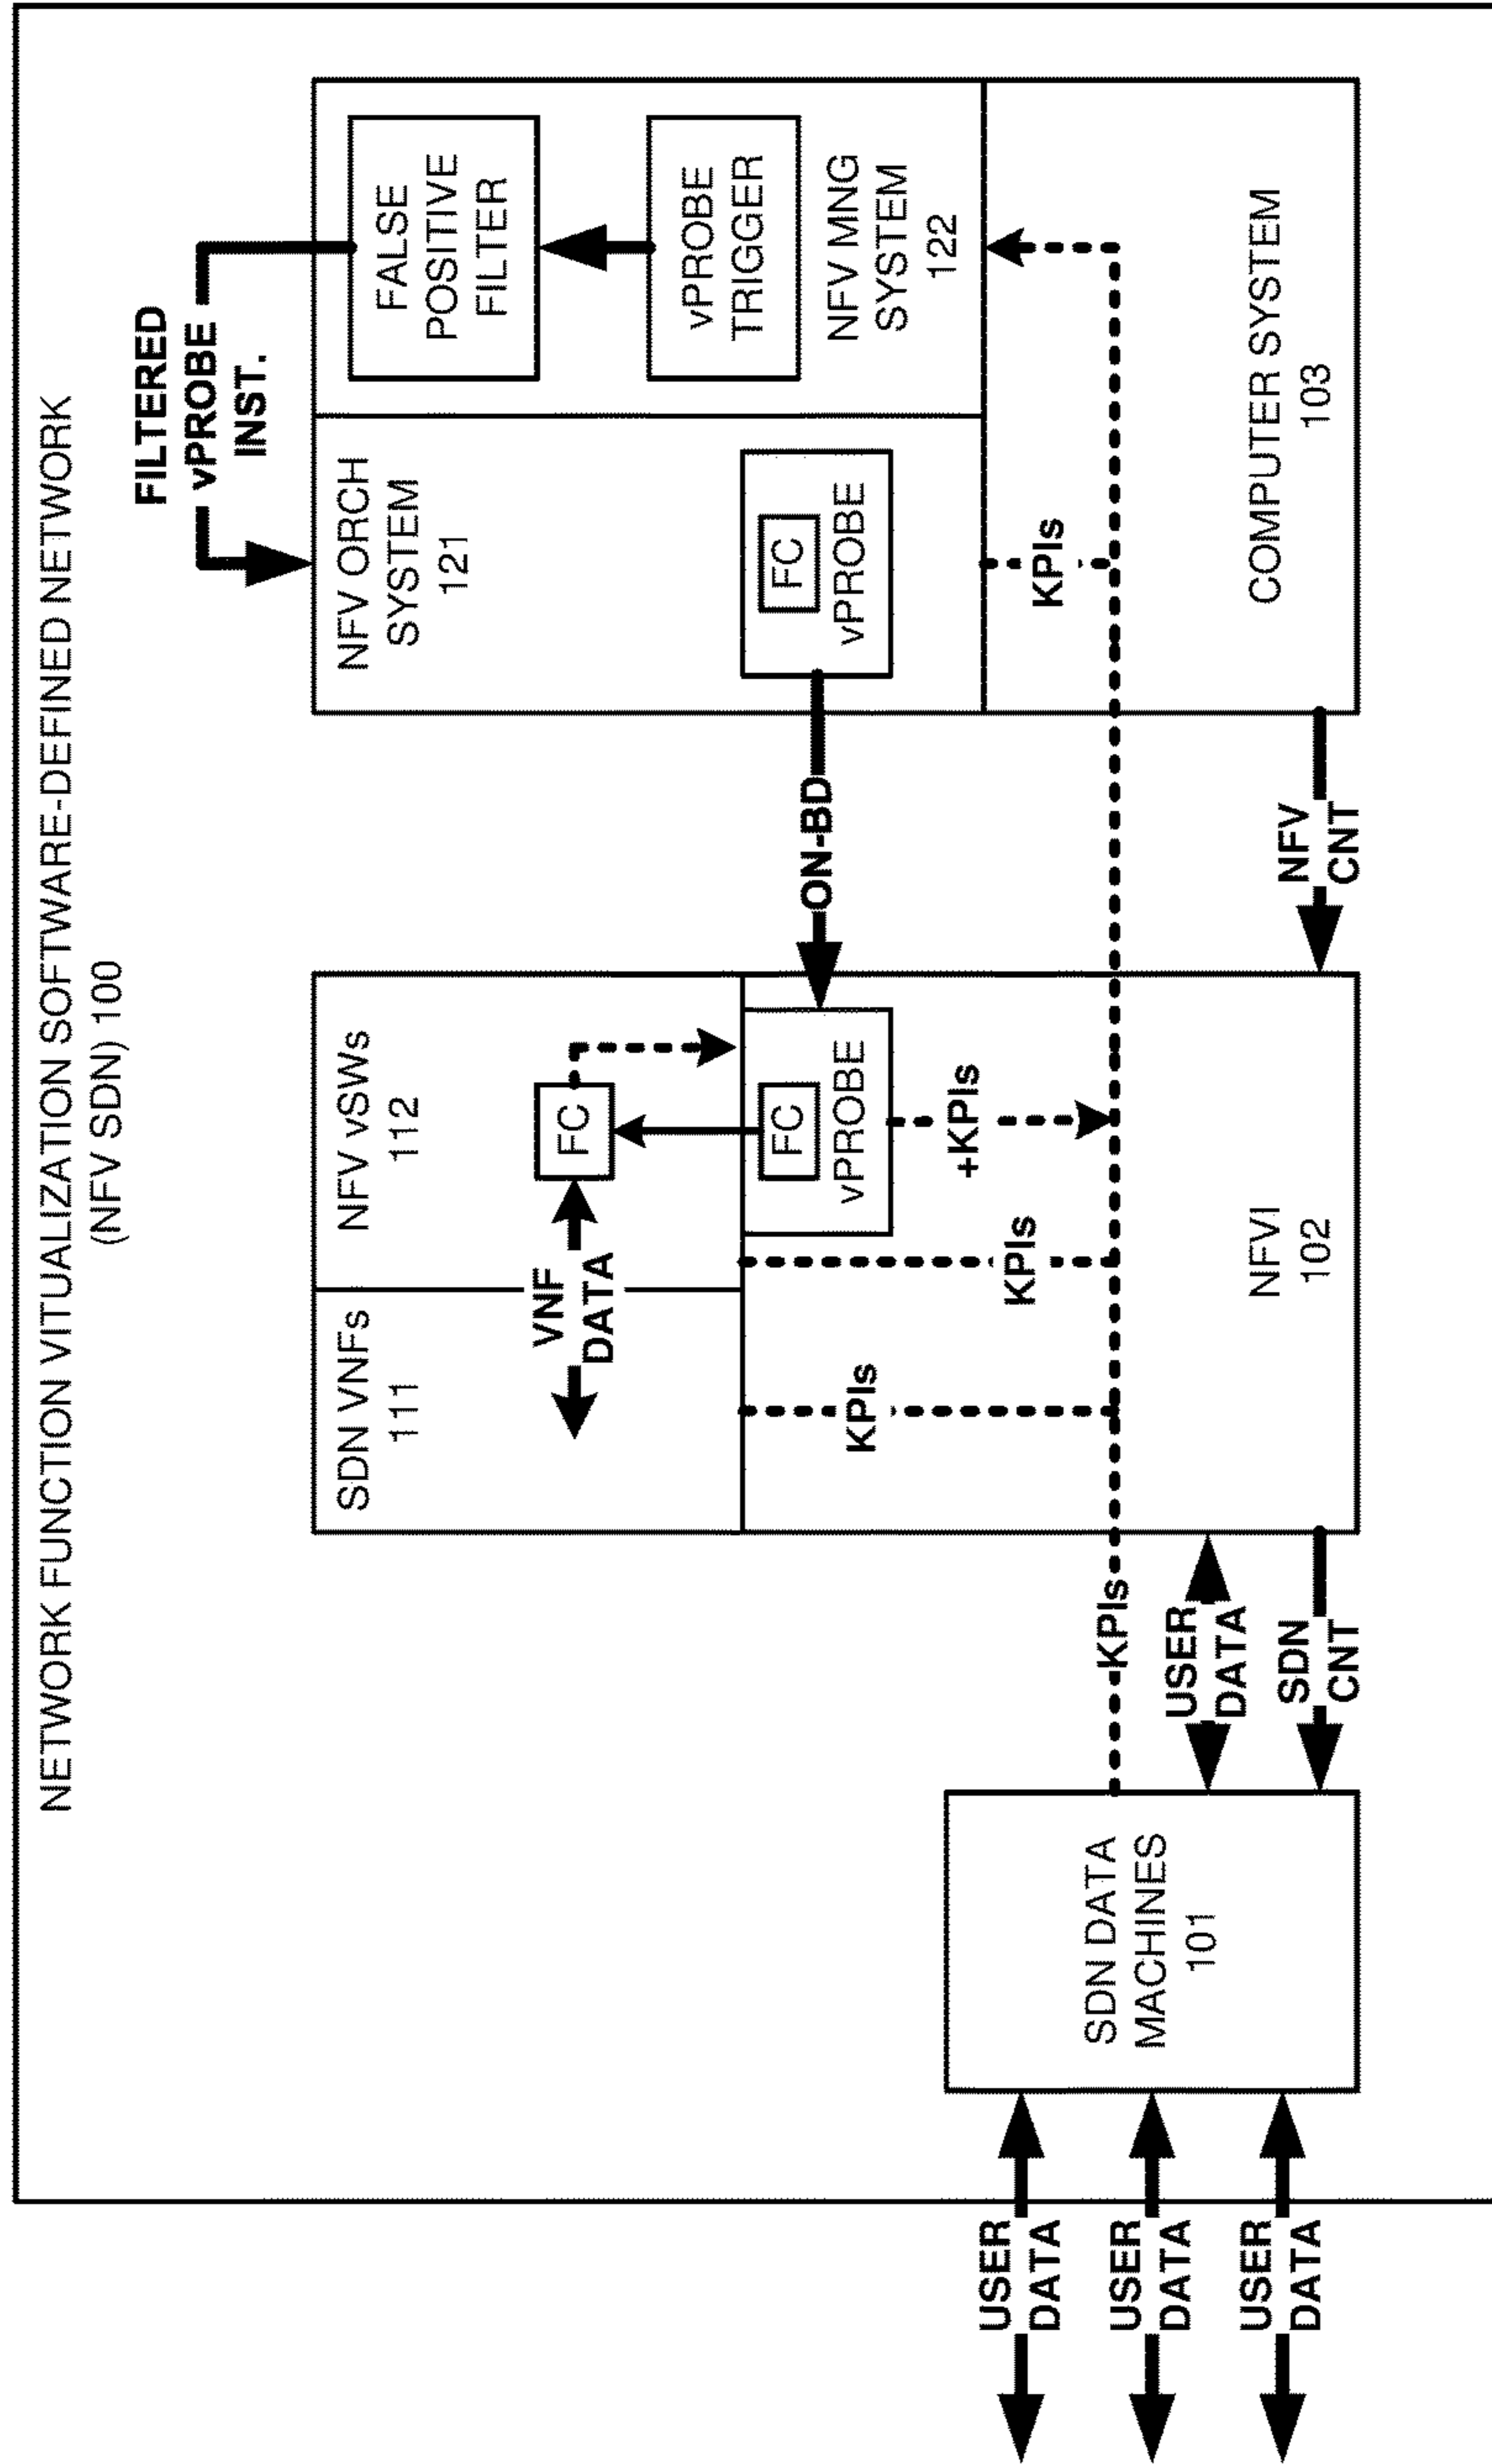 NETWORK FUNCTION VITUALIZATION SOFTWARE-DEFINED NETWORK
(NFV SDN) 100
SDN VNFs
111
NFV vSWs
112
VNF
DATA
FC
FC
vPROBE
KPIs
KPIs
+KPIs
NFVI
102
FILTERED
vPROBE
INST.
NFV ORCH
SYSTEM
121
FC
vPROBE
ON-BD
FALSE
POSITIVE
FILTER
vPROBE
TRIGGER
NFV MNG
SYSTEM
122
KPIs
COMPUTER SYSTEM
103
NFV
CNT
KPIs
USER
DATA
SDN
CNT
SDN DATA
MACHINES
101
USER
DATA
USER
DATA
USER
DATA